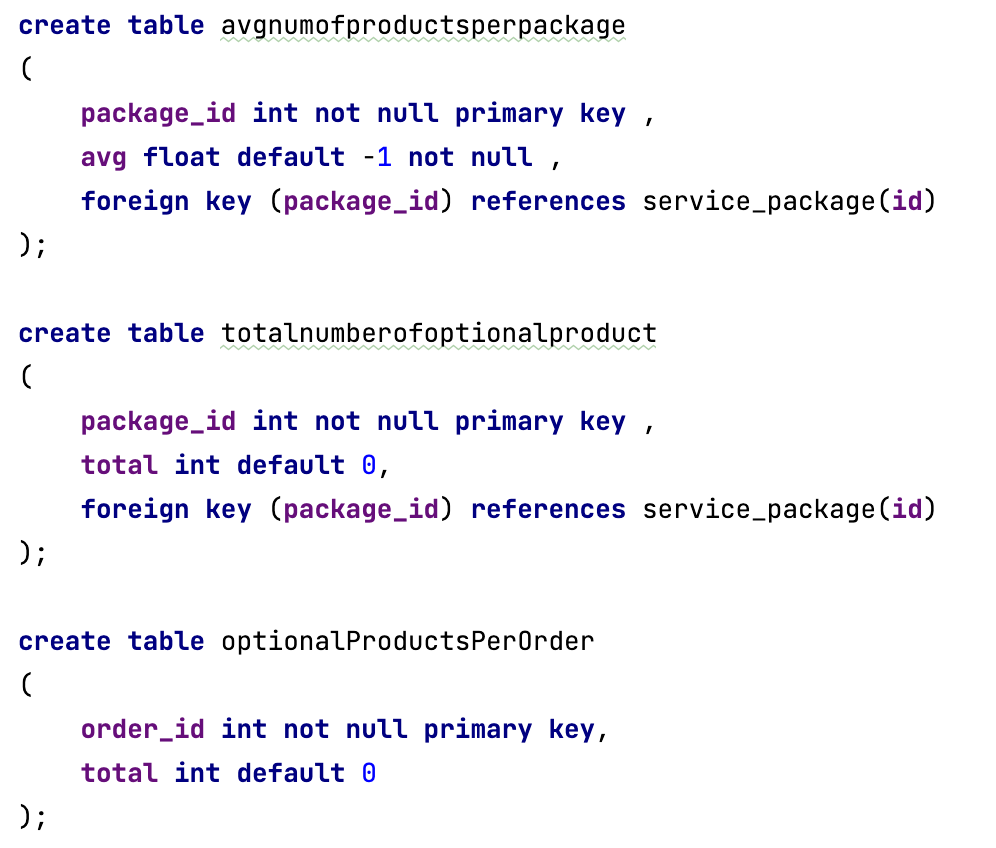 create table avgnumofproductsperpackage
(
    package_id int not null primary key ,
    avg float default -1 not null ,
    foreign key (package_id) references service_package(id)
);

create table totalnumberofoptionalproduct
(
    package_id int not null primary key ,
    total int default 0,
    foreign key (package_id) references service_package(id)
);

create table optionalProductsPerOrder
(
    order_id int not null primary key,
    total int default 0
);